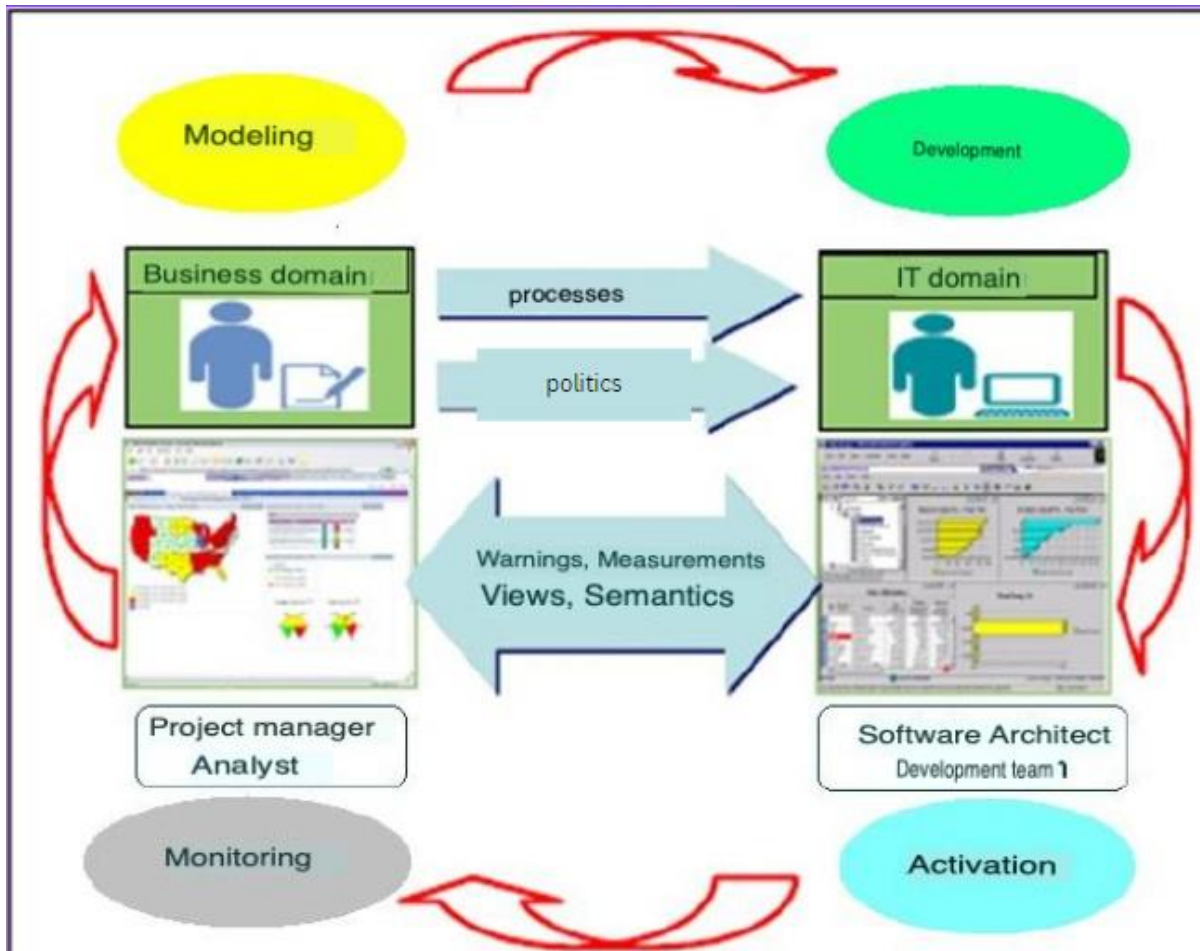 Modeling
Development
Business domain
processes
IT domain
politics
Warnings, Measurements
Views, Semantics
Project manager
Analyst
Software Architect
Development team
Monitoring
Activation